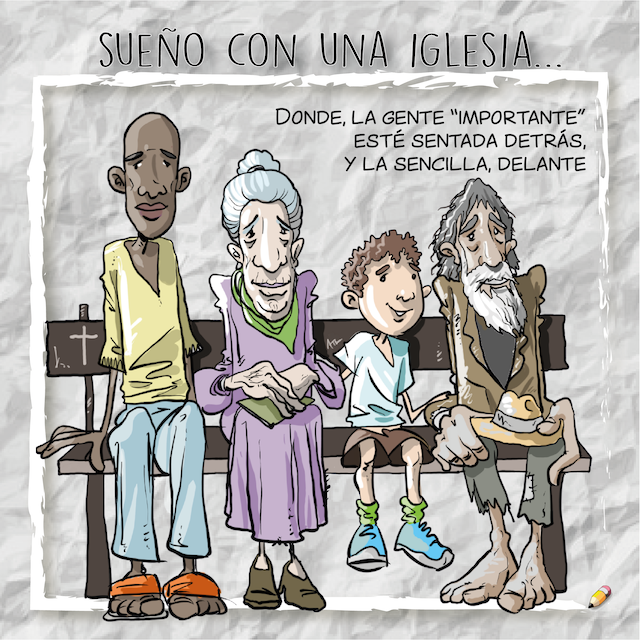 SUEÑO CON UNA IGLESIA...
DONDE, LA GENTE “IMPORTANTE”
ESTÉ SENTADA DETRÁS,
Y LA SENCILLA, DELANTE